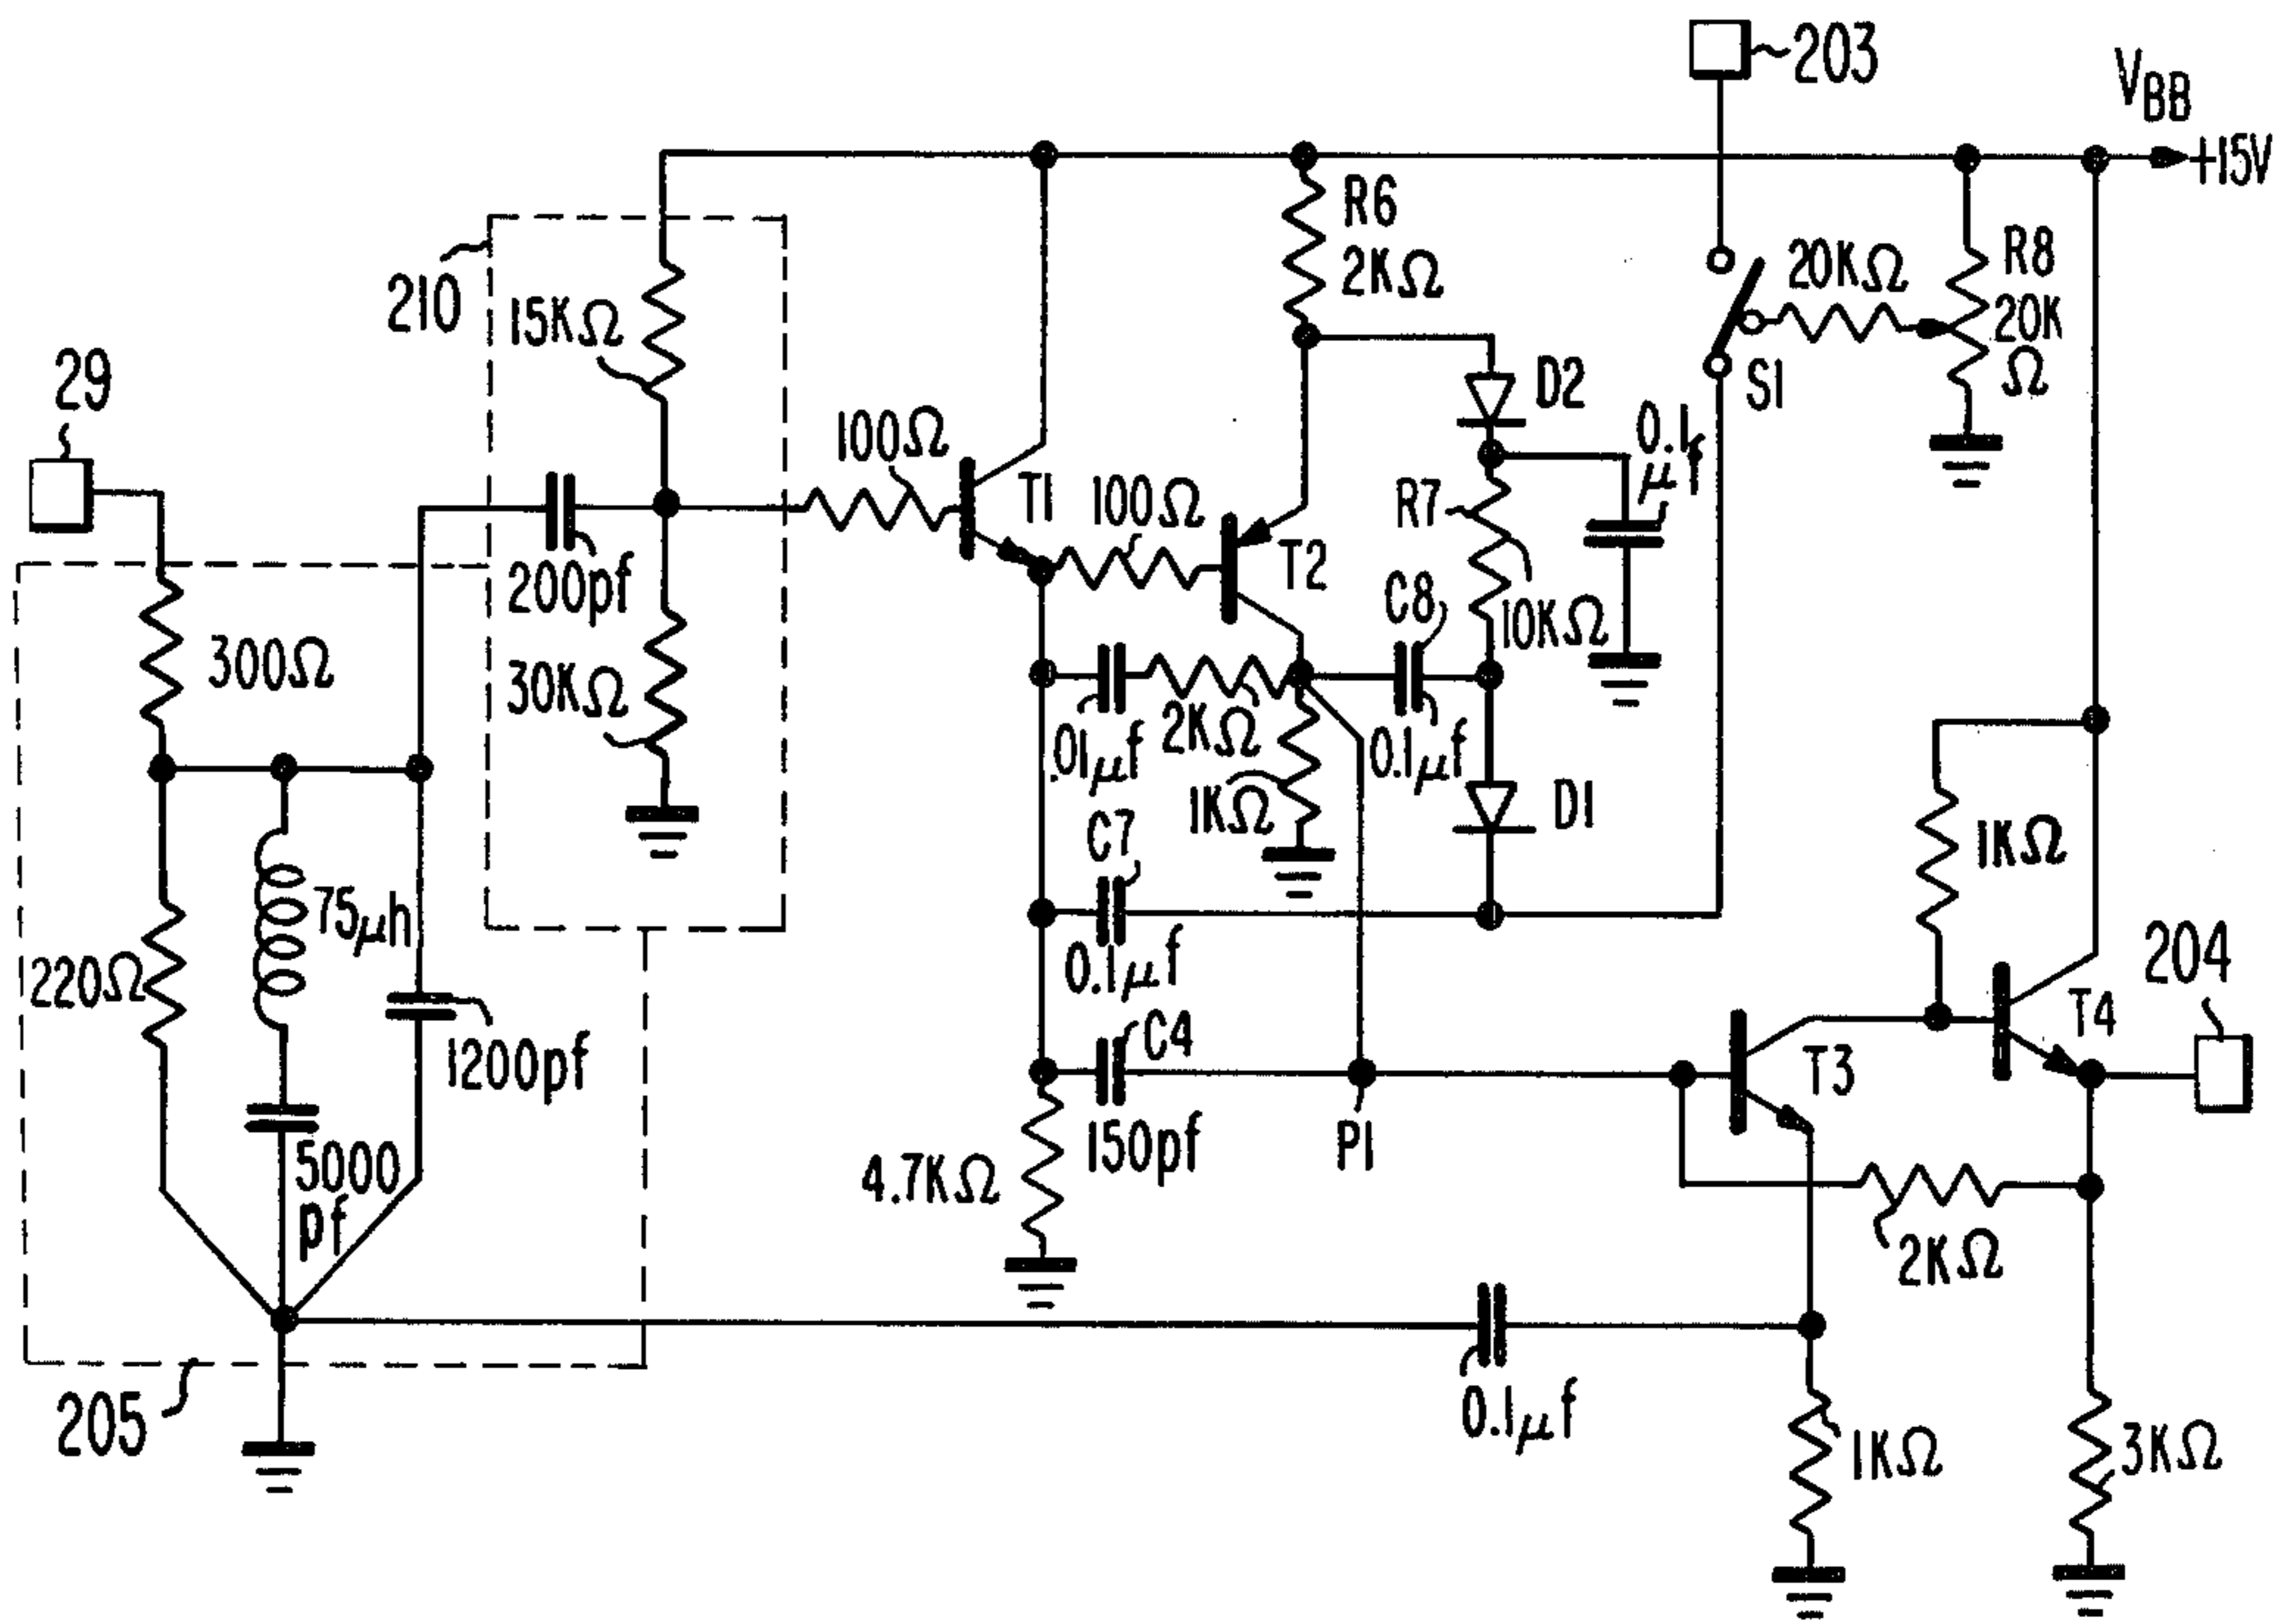 203
V BB
+15V
R6
2KΩ
20KΩ
R8
20K
Ω
210
15KΩ
29
D2
S1
0.1
μf
100Ω
T1
100Ω
R7
T2
200pf
C8
10KΩ
300Ω
30KΩ
.01μf
2KΩ
0.1μf
1KΩ
D1
C7
1KΩ
75μh
220Ω
0.1μf
204
C4
T4
1200pf
T3
150pf
P1
5000
pf
4.7KΩ
2KΩ
205
0.1μf
1KΩ
3KΩ